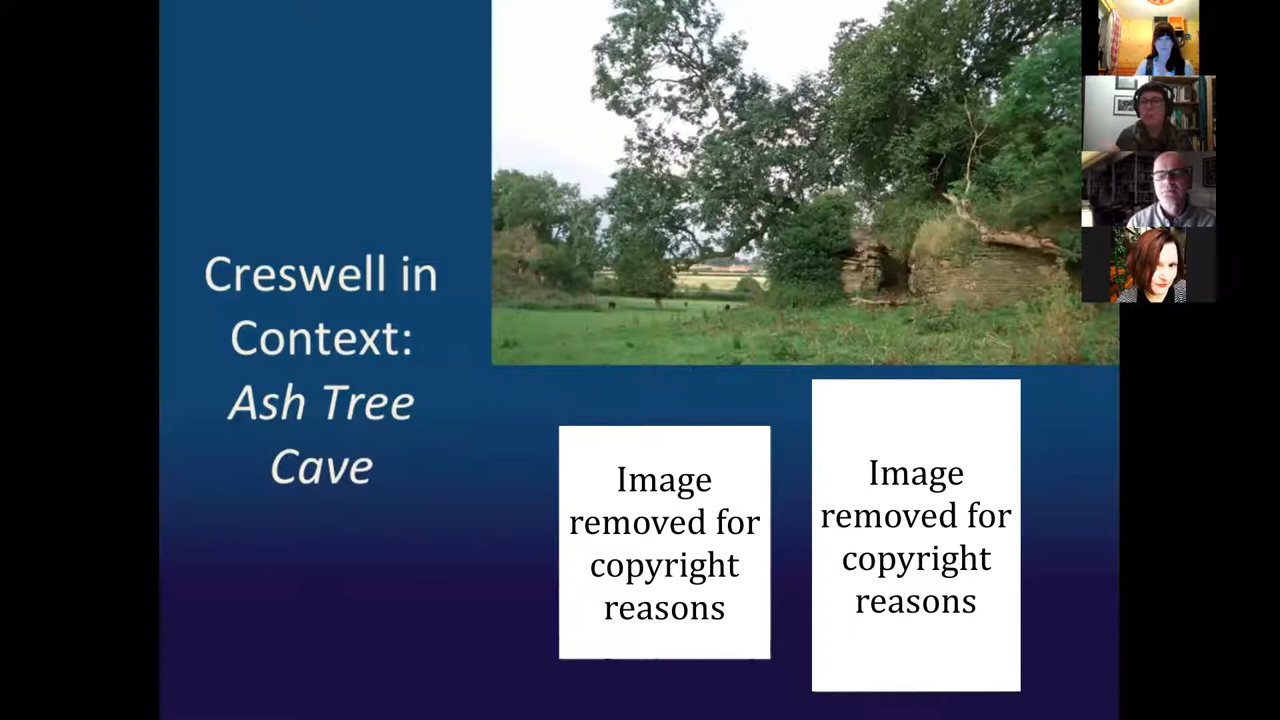 Creswell in
Context:
Ash Tree
Cave
Image
removed for
copyright
reasons
Image
removed for
copyright
reasons